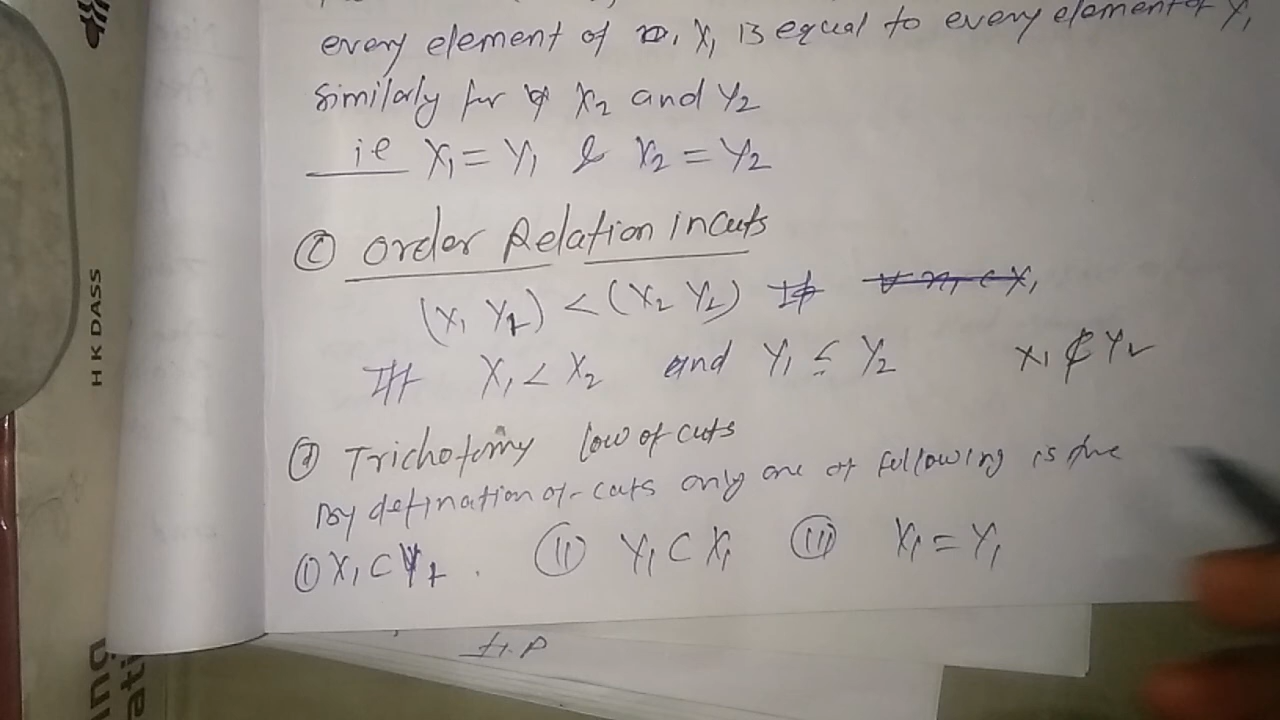 every element of X₁ is equal to every element of Y₁
Similarly for X₂ and Y₂
ie X₁ = Y₁ & X₂ = Y₂
Ⓒ Order Relation in Cuts
(X₁ Y₁) < (X₂ Y₂)
Iff X₁ < X₂ and Y₁ ≤ Y₂ X₁ ⊄ Y₂
ⓓ Trichotomy law of cuts
By defination of cuts only one of following is true
Ⓘ X₁ ⊂ Y₁. Ⓘⓘ Y₁ ⊂ X₁ Ⓘⓘⓘ X₁ = Y₁
H K DASS